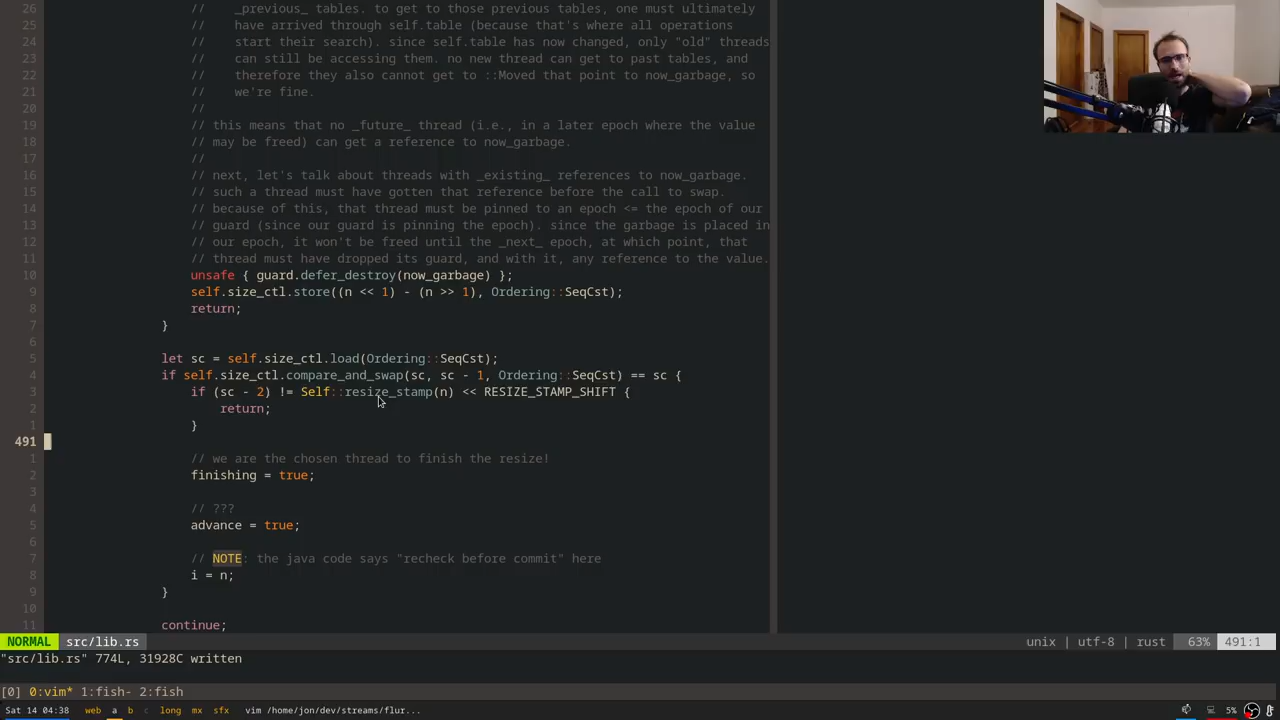 26 // _previous_ tables. to get to those previous tables, one must ultimately
25 // have arrived through self.table (because that's where all operations
24 // start their search). since self.table has now changed, only "old" threads
23 // can still be accessing them. no new thread can get to past tables, and
22 // therefore they also cannot get to ::Moved that point to now_garbage, so
21 // we're fine.
20 //
19 // this means that no _future_ thread (i.e., in a later epoch where the value
18 // may be freed) can get a reference to now_garbage.
17 //
16 // next, let's talk about threads with _existing_ references to now_garbage.
15 // such a thread must have gotten that reference before the call to swap.
14 // because of this, that thread must be pinned to an epoch <= the epoch of our
13 // guard (since our guard is pinning the epoch). since the garbage is placed in
12 // our epoch, it won't be freed until the _next_ epoch, at which point, that
11 // thread must have dropped its guard, and with it, any reference to the value.
10 unsafe { guard.defer_destroy(now_garbage) };
9 self.size_ctl.store((n << 1) - (n >> 1), Ordering::SeqCst);
8 return;
7 }
6
5 let sc = self.size_ctl.load(Ordering::SeqCst);
4 if self.size_ctl.compare_and_swap(sc, sc - 1, Ordering::SeqCst) == sc {
3 if (sc - 2) != Self::resize_stamp(n) << RESIZE_STAMP_SHIFT {
2 return;
1 }
491
1 // we are the chosen thread to finish the resize!
2 finishing = true;
3
4 // ???
5 advance = true;
6
7 // NOTE: the java code says "recheck before commit" here
8 i = n;
9 }
10
11 continue;
NORMAL src/lib.rs unix | utf-8 | rust 63% 491:1
"src/lib.rs" 774L, 31928C written
[0] 0:vim* 1:fish- 2:fish
Sat 14 04:38 web a b c long mx sfx vim /home/jon/dev/streams/flur... 5%